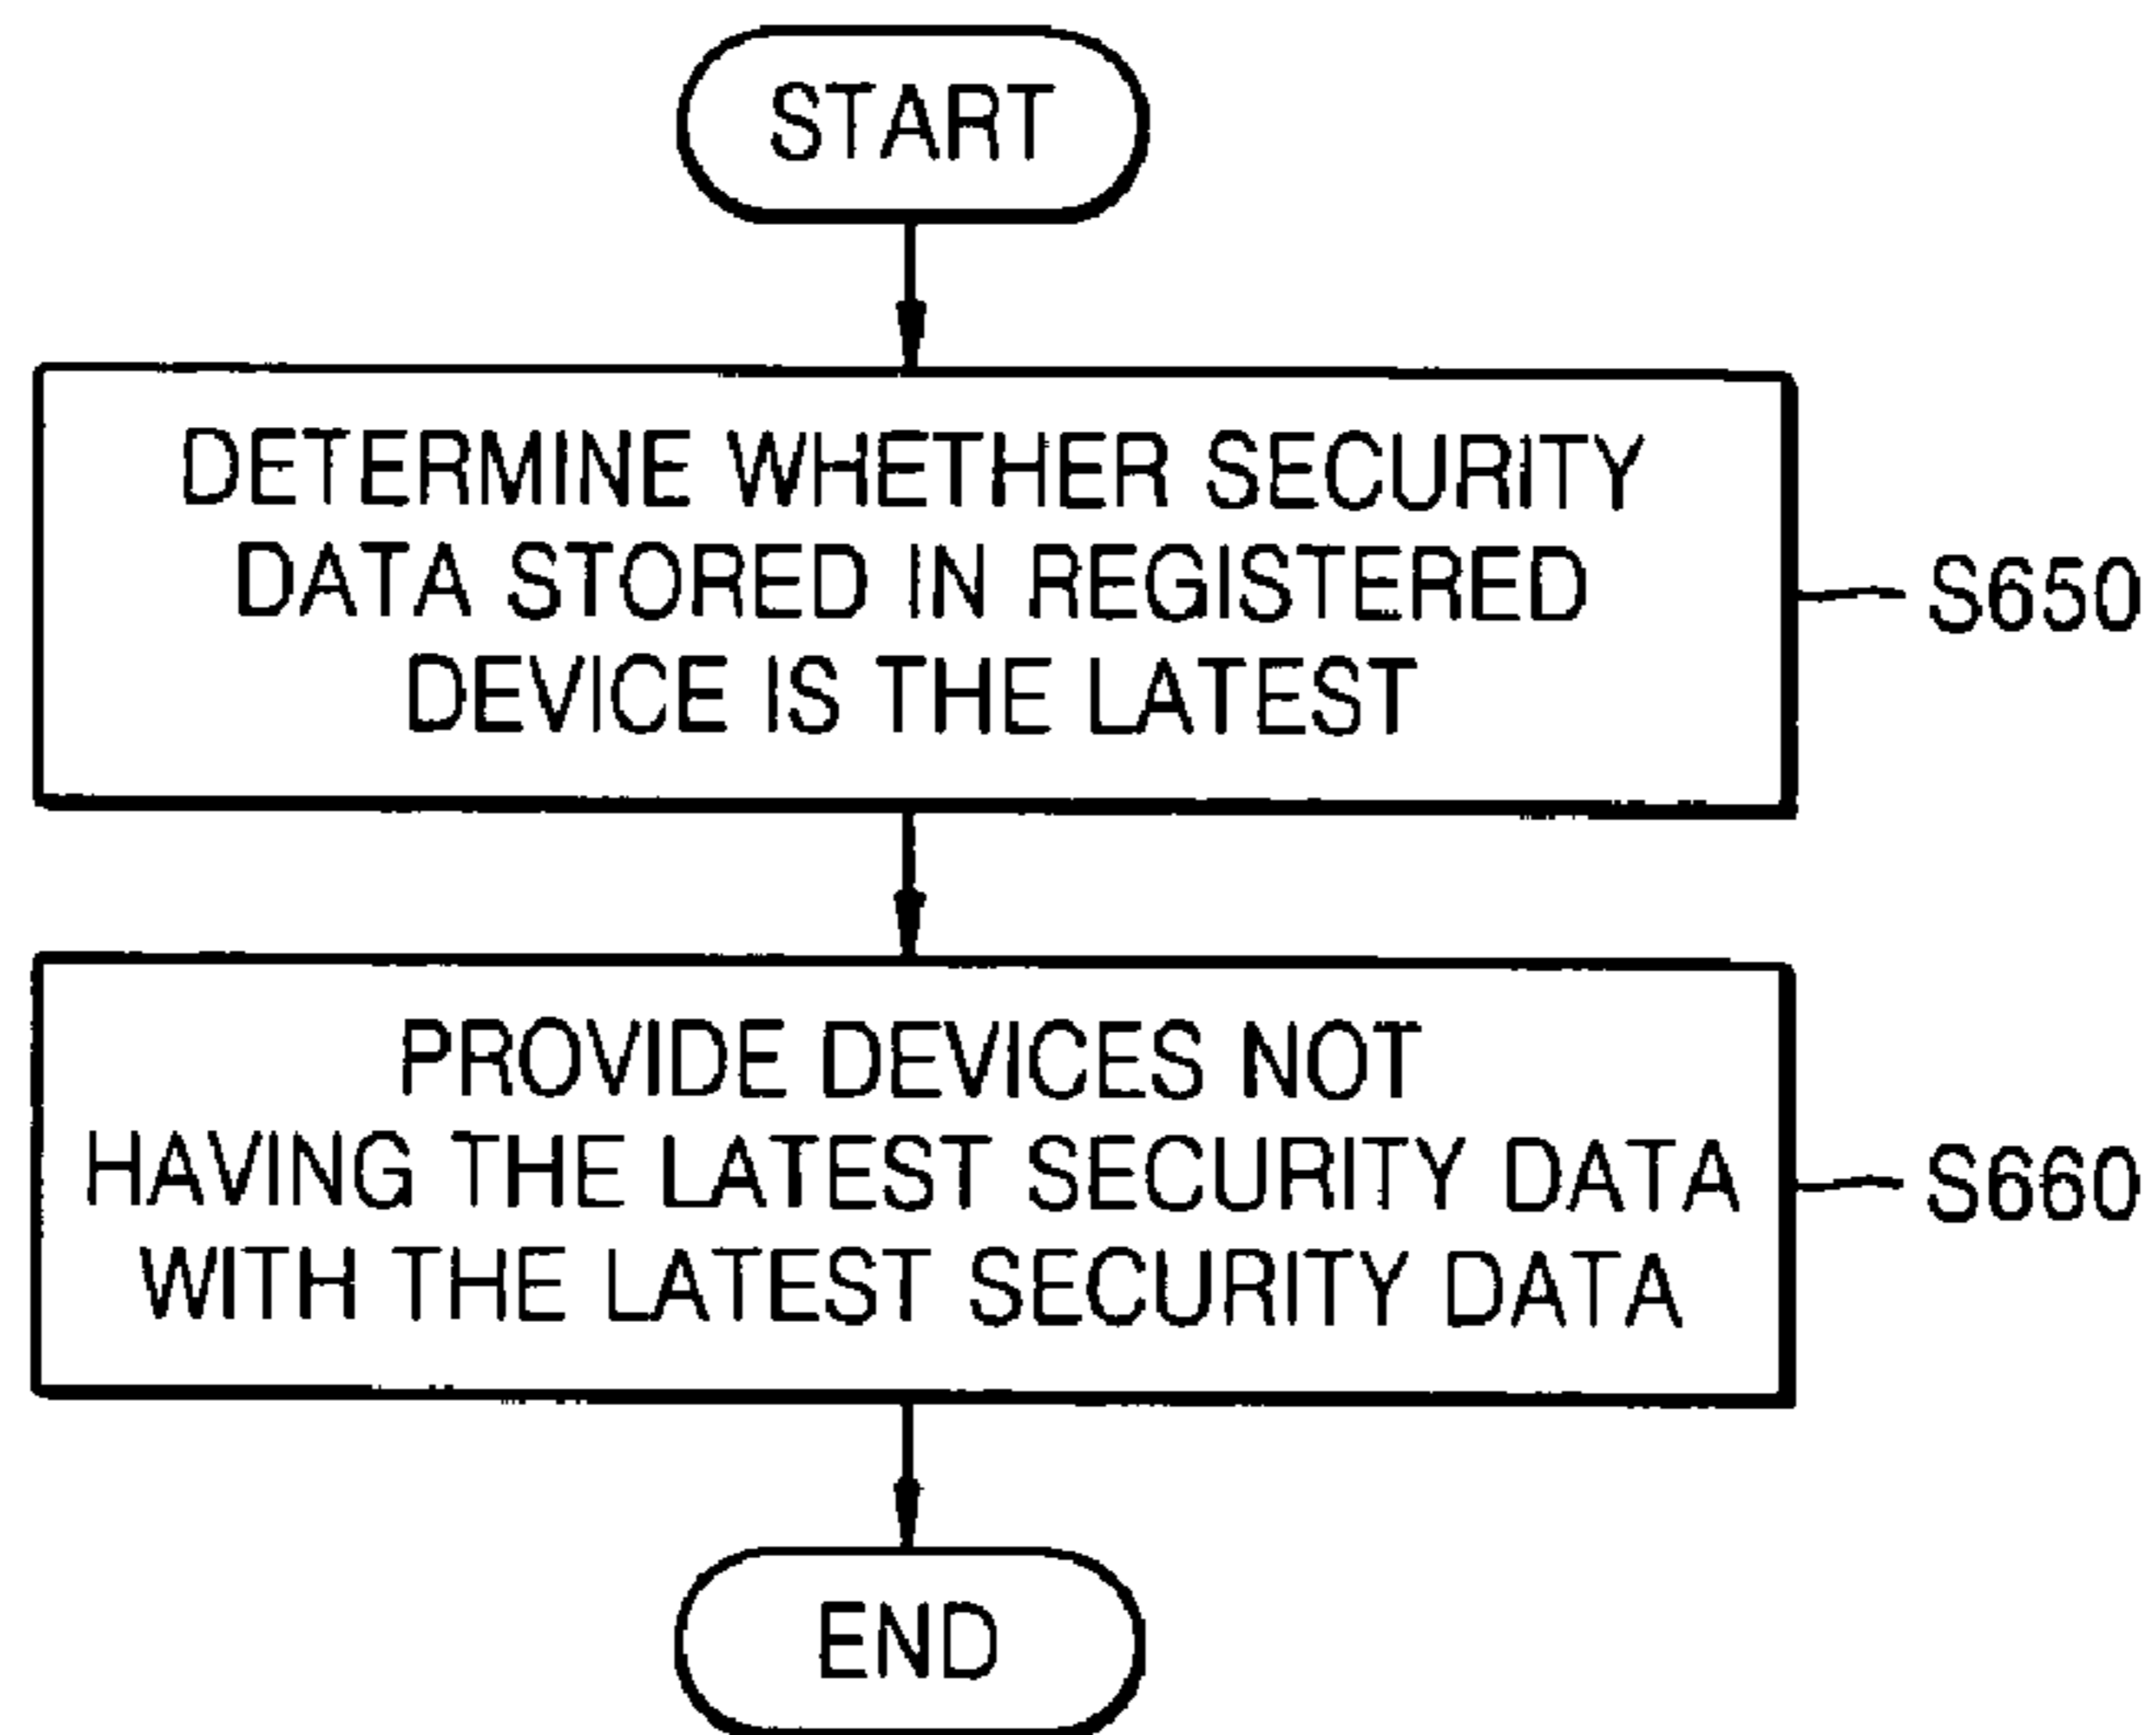 START
DETERMINE WHETHER SECURITY
DATA STORED IN REGISTERED
DEVICE IS THE LATEST
S650
PROVIDE DEVICES NOT
HAVING THE LATEST SECURITY DATA
WITH THE LATEST SECURITY DATA
S660
END